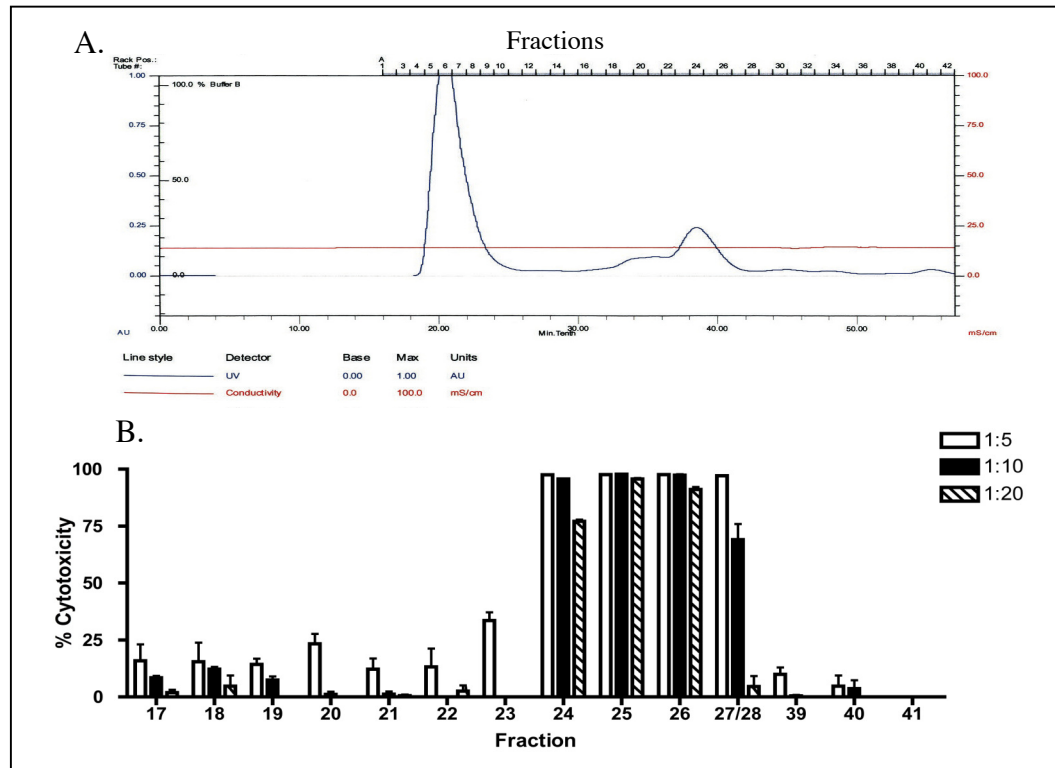 A.
Fractions
Rack Pos.: A
Tube #: 1 2 3 4 5 6 7 8 9 10 12 14 16 18 20 22 24 26 28 30 32 34 36 38 40 42
1.00 100.0 % Buffer B 100.0
0.75 75.0
0.50 50.0 50.0
0.25 25.0
0.00 0.0 0.0
AU 0.00 10.00 20.00 Min.Tenth 30.00 40.00 50.00 mS/cm
Line style Detector Base Max Units
UV 0.00 1.00 AU
Conductivity 0.0 100.0 mS/cm
B.
1:5
1:10
1:20
% Cytotoxicity
100
75
50
25
0
17 18 19 20 21 22 23 24 25 26 27/28 39 40 41
Fraction